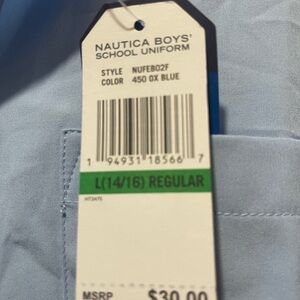 NAUTICA BOYS'
SCHOOL UNIFORM
STYLE NUFEB02F
COLOR 450 OX BLUE
1 94931 18566 7
L(14/16) REGULAR
MSRP $30.00